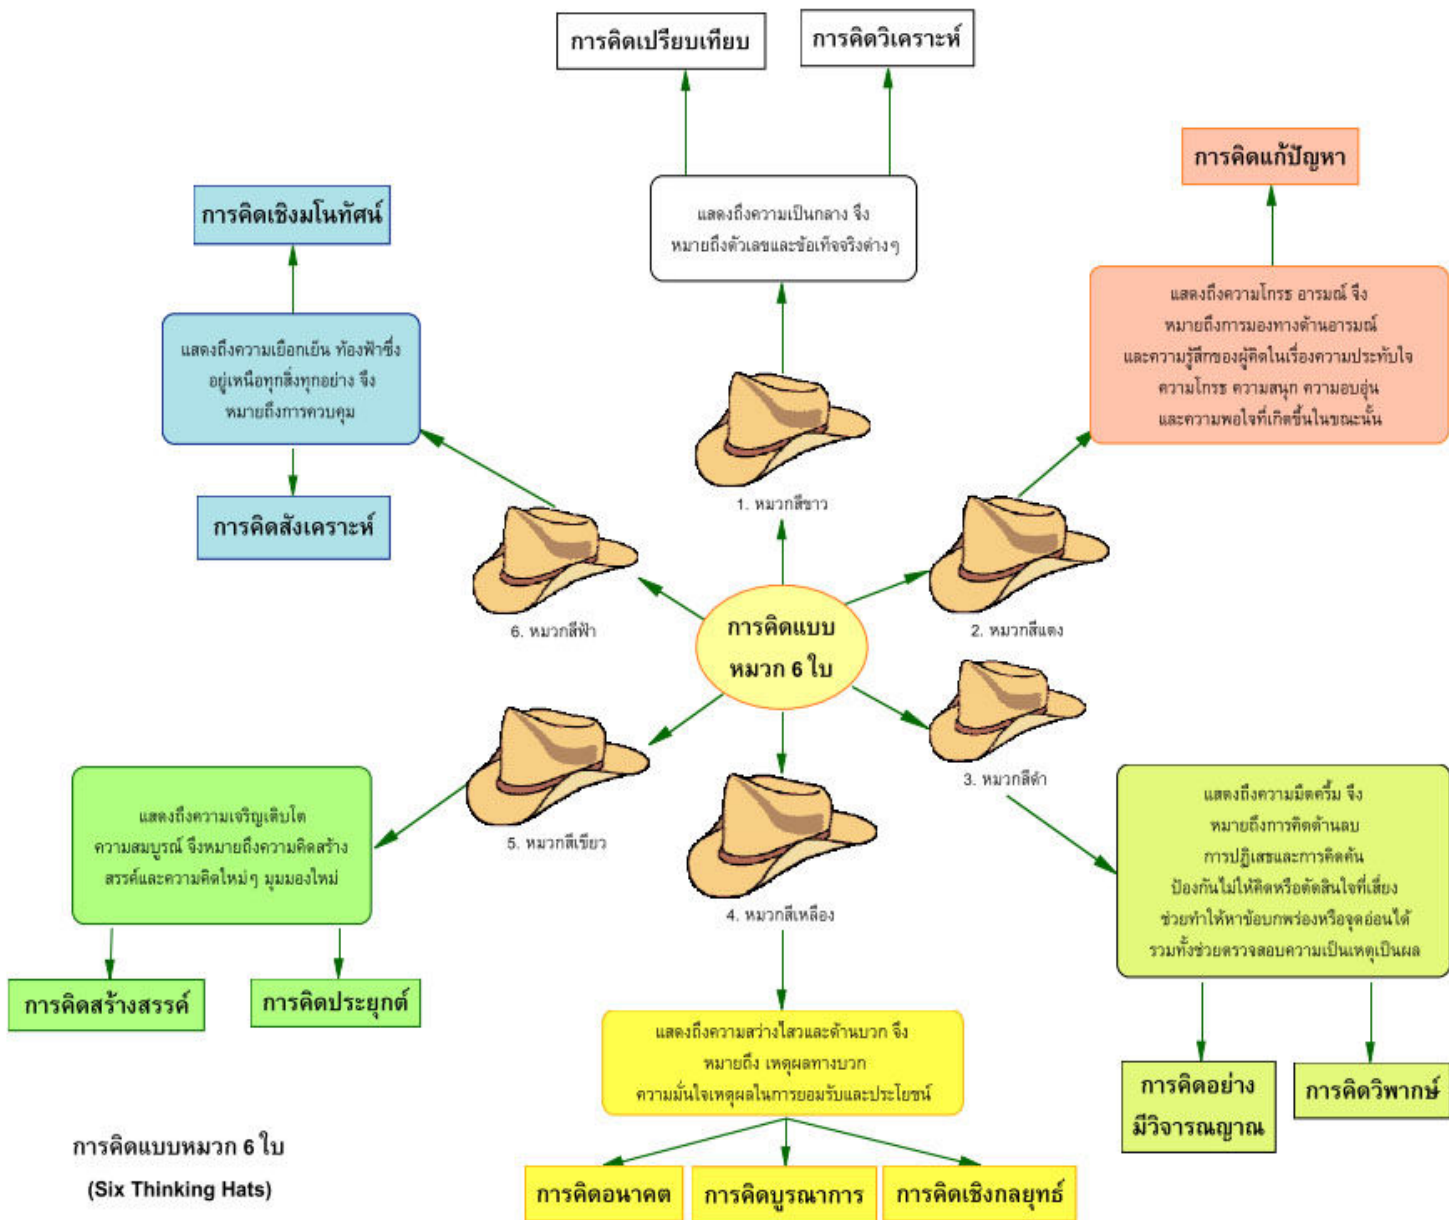 การคิดเปรียบเทียบ
การคิดวิเคราะห์
แสดงถึงความเป็นกลาง จึง
หมายถึงตัวเลขและข้อเท็จจริงต่างๆ
1. หมวกสีขาว
การคิดแก้ปัญหา
แสดงถึงความโกรธ อารมณ์ จึง
หมายถึงการมองทางด้านอารมณ์
และความรู้สึกของผู้คิดในเรื่องความประทับใจ
ความโกรธ ความสนุก ความอบอุ่น
และความพอใจที่เกิดขึ้นในขณะนั้น
2. หมวกสีแดง
การคิดเชิงมโนทัศน์
แสดงถึงความเยือกเย็น ท้องฟ้าซึ่ง
อยู่เหนือทุกสิ่งทุกอย่าง จึง
หมายถึงการควบคุม
การคิดสังเคราะห์
6. หมวกสีฟ้า
การคิดแบบ
หมวก 6 ใบ
3. หมวกสีดำ
แสดงถึงความมืดครึ้ม จึง
หมายถึงการคิดด้านลบ
การปฏิเสธและการคิดค้น
ป้องกันไม่ให้คิดหรือตัดสินใจที่เสี่ยง
ช่วยทำให้หาข้อบกพร่องหรือจุดอ่อนได้
รวมทั้งช่วยตรวจสอบความเป็นเหตุเป็นผล
การคิดอย่าง
มีวิจารณญาณ
การคิดวิพากษ์
5. หมวกสีเขียว
แสดงถึงความเจริญเติบโต
ความสมบูรณ์ จึงหมายถึงความคิดสร้าง
สรรค์และความคิดใหม่ๆ มุมมองใหม่
การคิดสร้างสรรค์
การคิดประยุกต์
4. หมวกสีเหลือง
แสดงถึงความสว่างไสวและด้านบวก จึง
หมายถึง เหตุผลทางบวก
ความมั่นใจเหตุผลในการยอมรับและประโยชน์
การคิดอนาคต
การคิดบูรณาการ
การคิดเชิงกลยุทธ์
การคิดแบบหมวก 6 ใบ
(Six Thinking Hats)